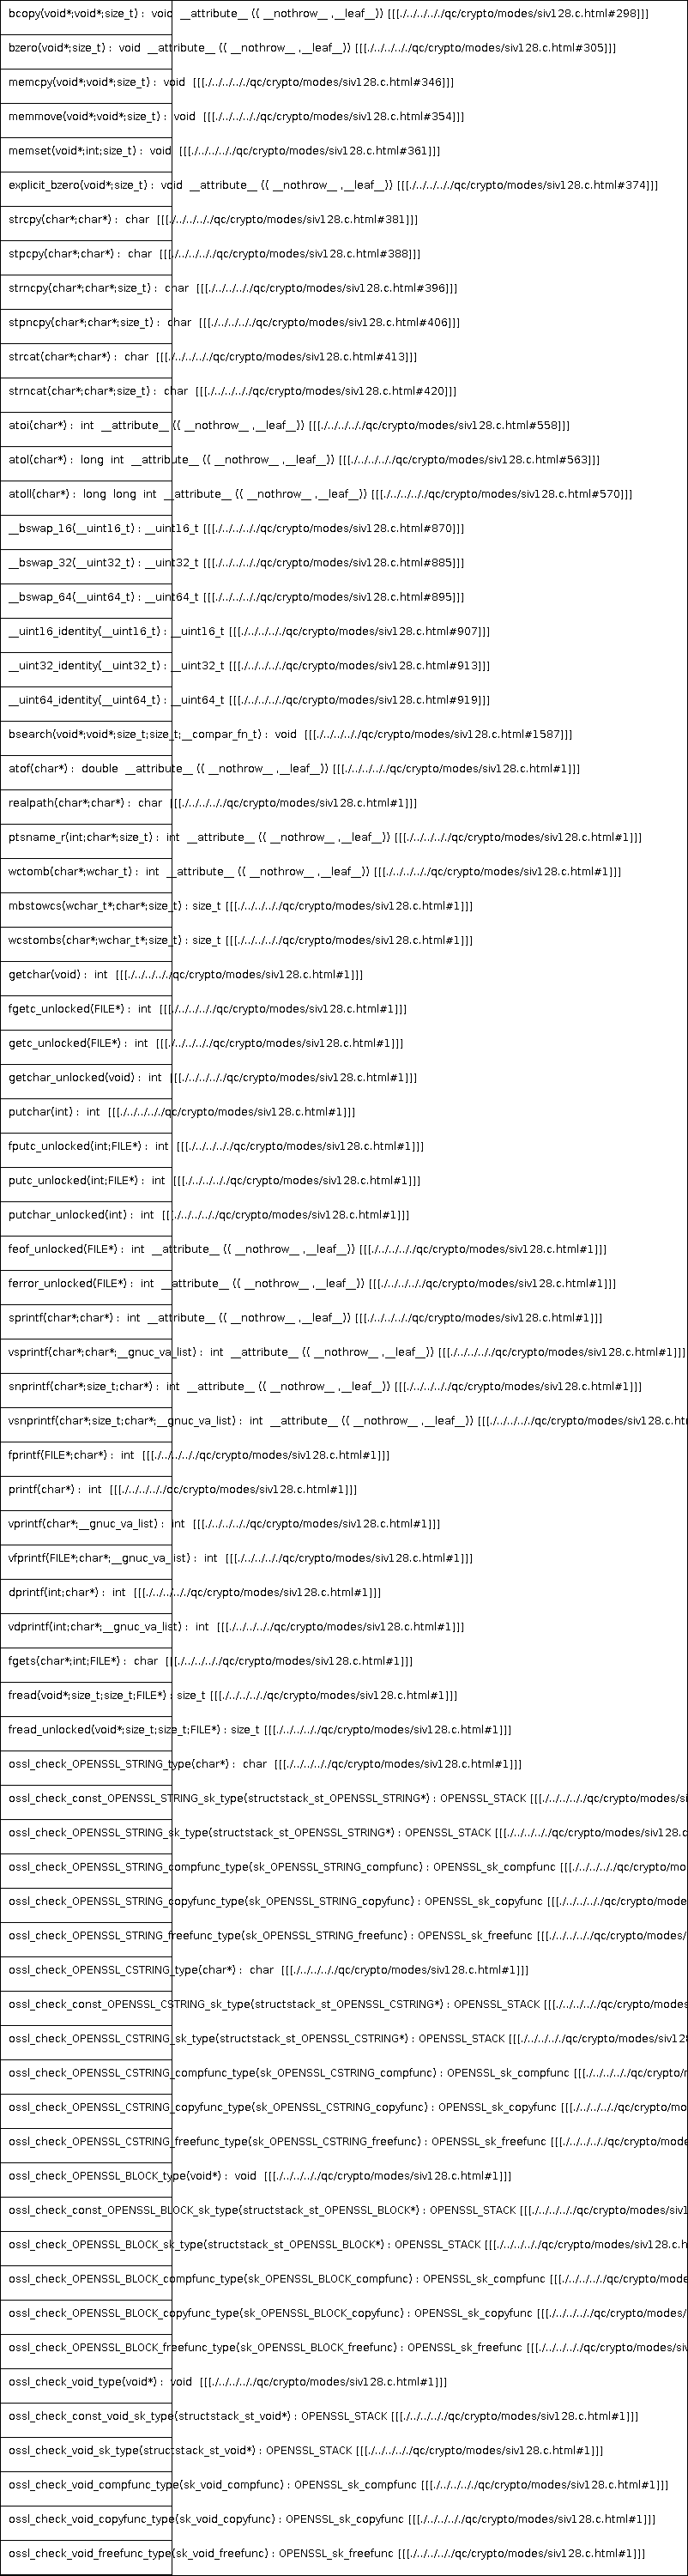 bcopy(void*;void*;size_t) : void __attribute__ (( __nothrow__ ,__leaf__)) [[[./../../../../qc/crypto/modes/siv128.c.html#298]]]
bzero(void*;size_t) : void __attribute__ (( __nothrow__ ,__leaf__)) [[[./../../../../qc/crypto/modes/siv128.c.html#305]]]
memcpy(void*;void*;size_t) : void [[[./../../../../qc/crypto/modes/siv128.c.html#346]]]
memmove(void*;void*;size_t) : void [[[./../../../../qc/crypto/modes/siv128.c.html#354]]]
memset(void*;int;size_t) : void [[[./../../../../qc/crypto/modes/siv128.c.html#361]]]
explicit_bzero(void*;size_t) : void __attribute__ (( __nothrow__ ,__leaf__)) [[[./../../../../qc/crypto/modes/siv128.c.html#374]]]
strcpy(char*;char*) : char [[[./../../../../qc/crypto/modes/siv128.c.html#381]]]
stpcpy(char*;char*) : char [[[./../../../../qc/crypto/modes/siv128.c.html#388]]]
strncpy(char*;char*;size_t) : char [[[./../../../../qc/crypto/modes/siv128.c.html#396]]]
stpncpy(char*;char*;size_t) : char [[[./../../../../qc/crypto/modes/siv128.c.html#406]]]
strcat(char*;char*) : char [[[./../../../../qc/crypto/modes/siv128.c.html#413]]]
strncat(char*;char*;size_t) : char [[[./../../../../qc/crypto/modes/siv128.c.html#420]]]
atoi(char*) : int __attribute__ (( __nothrow__ ,__leaf__)) [[[./../../../../qc/crypto/modes/siv128.c.html#558]]]
atol(char*) : long int __attribute__ (( __nothrow__ ,__leaf__)) [[[./../../../../qc/crypto/modes/siv128.c.html#563]]]
atoll(char*) : long long int __attribute__ (( __nothrow__ ,__leaf__)) [[[./../../../../qc/crypto/modes/siv128.c.html#570]]]
__bswap_16(__uint16_t) : __uint16_t [[[./../../../../qc/crypto/modes/siv128.c.html#870]]]
__bswap_32(__uint32_t) : __uint32_t [[[./../../../../qc/crypto/modes/siv128.c.html#885]]]
__bswap_64(__uint64_t) : __uint64_t [[[./../../../../qc/crypto/modes/siv128.c.html#895]]]
__uint16_identity(__uint16_t) : __uint16_t [[[./../../../../qc/crypto/modes/siv128.c.html#907]]]
__uint32_identity(__uint32_t) : __uint32_t [[[./../../../../qc/crypto/modes/siv128.c.html#913]]]
__uint64_identity(__uint64_t) : __uint64_t [[[./../../../../qc/crypto/modes/siv128.c.html#919]]]
bsearch(void*;void*;size_t;size_t;__compar_fn_t) : void [[[./../../../../qc/crypto/modes/siv128.c.html#1587]]]
atof(char*) : double __attribute__ (( __nothrow__ ,__leaf__)) [[[./../../../../qc/crypto/modes/siv128.c.html#1]]]
realpath(char*;char*) : char [[[./../../../../qc/crypto/modes/siv128.c.html#1]]]
ptsname_r(int;char*;size_t) : int __attribute__ (( __nothrow__ ,__leaf__)) [[[./../../../../qc/crypto/modes/siv128.c.html#1]]]
wctomb(char*;wchar_t) : int __attribute__ (( __nothrow__ ,__leaf__)) [[[./../../../../qc/crypto/modes/siv128.c.html#1]]]
mbstowcs(wchar_t*;char*;size_t) : size_t [[[./../../../../qc/crypto/modes/siv128.c.html#1]]]
wcstombs(char*;wchar_t*;size_t) : size_t [[[./../../../../qc/crypto/modes/siv128.c.html#1]]]
getchar(void) : int [[[./../../../../qc/crypto/modes/siv128.c.html#1]]]
fgetc_unlocked(FILE*) : int [[[./../../../../qc/crypto/modes/siv128.c.html#1]]]
getc_unlocked(FILE*) : int [[[./../../../../qc/crypto/modes/siv128.c.html#1]]]
getchar_unlocked(void) : int [[[./../../../../qc/crypto/modes/siv128.c.html#1]]]
putchar(int) : int [[[./../../../../qc/crypto/modes/siv128.c.html#1]]]
fputc_unlocked(int;FILE*) : int [[[./../../../../qc/crypto/modes/siv128.c.html#1]]]
putc_unlocked(int;FILE*) : int [[[./../../../../qc/crypto/modes/siv128.c.html#1]]]
putchar_unlocked(int) : int [[[./../../../../qc/crypto/modes/siv128.c.html#1]]]
feof_unlocked(FILE*) : int __attribute__ (( __nothrow__ ,__leaf__)) [[[./../../../../qc/crypto/modes/siv128.c.html#1]]]
ferror_unlocked(FILE*) : int __attribute__ (( __nothrow__ ,__leaf__)) [[[./../../../../qc/crypto/modes/siv128.c.html#1]]]
sprintf(char*;char*) : int __attribute__ (( __nothrow__ ,__leaf__)) [[[./../../../../qc/crypto/modes/siv128.c.html#1]]]
vsprintf(char*;char*;__gnuc_va_list) : int __attribute__ (( __nothrow__ ,__leaf__)) [[[./../../../../qc/crypto/modes/siv128.c.html#1]]]
snprintf(char*;size_t;char*) : int __attribute__ (( __nothrow__ ,__leaf__)) [[[./../../../../qc/crypto/modes/siv128.c.html#1]]]
vsnprintf(char*;size_t;char*;__gnuc_va_list) : int __attribute__ (( __nothrow__ ,__leaf__)) [[[./../../../../qc/crypto/modes/siv128.c.ht
fprintf(FILE*;char*) : int [[[./../../../../qc/crypto/modes/siv128.c.html#1]]]
printf(char*) : int [[[./../../../../qc/crypto/modes/siv128.c.html#1]]]
vprintf(char*;__gnuc_va_list) : int [[[./../../../../qc/crypto/modes/siv128.c.html#1]]]
vfprintf(FILE*;char*;__gnuc_va_list) : int [[[./../../../../qc/crypto/modes/siv128.c.html#1]]]
dprintf(int;char*) : int [[[./../../../../qc/crypto/modes/siv128.c.html#1]]]
vdprintf(int;char*;__gnuc_va_list) : int [[[./../../../../qc/crypto/modes/siv128.c.html#1]]]
fgets(char*;int;FILE*) : char [[[./../../../../qc/crypto/modes/siv128.c.html#1]]]
fread(void*;size_t;size_t;FILE*) : size_t [[[./../../../../qc/crypto/modes/siv128.c.html#1]]]
fread_unlocked(void*;size_t;size_t;FILE*) : size_t [[[./../../../../qc/crypto/modes/siv128.c.html#1]]]
ossl_check_OPENSSL_STRING_type(char*) : char [[[./../../../../qc/crypto/modes/siv128.c.html#1]]]
ossl_check_const_OPENSSL_STRING_sk_type(structstack_st_OPENSSL_STRING*) : OPENSSL_STACK [[[./../../../../qc/crypto/modes/si
ossl_check_OPENSSL_STRING_sk_type(structstack_st_OPENSSL_STRING*) : OPENSSL_STACK [[[./../../../../qc/crypto/modes/siv128.c
ossl_check_OPENSSL_STRING_compfunc_type(sk_OPENSSL_STRING_compfunc) : OPENSSL_sk_compfunc [[[./../../../../qc/crypto/mo
ossl_check_OPENSSL_STRING_copyfunc_type(sk_OPENSSL_STRING_copyfunc) : OPENSSL_sk_copyfunc [[[./../../../../qc/crypto/mode
ossl_check_OPENSSL_STRING_freefunc_type(sk_OPENSSL_STRING_freefunc) : OPENSSL_sk_freefunc [[[./../../../../qc/crypto/modes/
ossl_check_OPENSSL_CSTRING_type(char*) : char [[[./../../../../qc/crypto/modes/siv128.c.html#1]]]
ossl_check_const_OPENSSL_CSTRING_sk_type(structstack_st_OPENSSL_CSTRING*) : OPENSSL_STACK [[[./../../../../qc/crypto/modes
ossl_check_OPENSSL_CSTRING_sk_type(structstack_st_OPENSSL_CSTRING*) : OPENSSL_STACK [[[./../../../../qc/crypto/modes/siv128
ossl_check_OPENSSL_CSTRING_compfunc_type(sk_OPENSSL_CSTRING_compfunc) : OPENSSL_sk_compfunc [[[./../../../../qc/crypto/
ossl_check_OPENSSL_CSTRING_copyfunc_type(sk_OPENSSL_CSTRING_copyfunc) : OPENSSL_sk_copyfunc [[[./../../../../qc/crypto/mo
ossl_check_OPENSSL_CSTRING_freefunc_type(sk_OPENSSL_CSTRING_freefunc) : OPENSSL_sk_freefunc [[[./../../../../qc/crypto/mode
ossl_check_OPENSSL_BLOCK_type(void*) : void [[[./../../../../qc/crypto/modes/siv128.c.html#1]]]
ossl_check_const_OPENSSL_BLOCK_sk_type(structstack_st_OPENSSL_BLOCK*) : OPENSSL_STACK [[[./../../../../qc/crypto/modes/siv1
ossl_check_OPENSSL_BLOCK_sk_type(structstack_st_OPENSSL_BLOCK*) : OPENSSL_STACK [[[./../../../../qc/crypto/modes/siv128.c.h
ossl_check_OPENSSL_BLOCK_compfunc_type(sk_OPENSSL_BLOCK_compfunc) : OPENSSL_sk_compfunc [[[./../../../../qc/crypto/mode
ossl_check_OPENSSL_BLOCK_copyfunc_type(sk_OPENSSL_BLOCK_copyfunc) : OPENSSL_sk_copyfunc [[[./../../../../qc/crypto/modes/
ossl_check_OPENSSL_BLOCK_freefunc_type(sk_OPENSSL_BLOCK_freefunc) : OPENSSL_sk_freefunc [[[./../../../../qc/crypto/modes/siv
ossl_check_void_type(void*) : void [[[./../../../../qc/crypto/modes/siv128.c.html#1]]]
ossl_check_const_void_sk_type(structstack_st_void*) : OPENSSL_STACK [[[./../../../../qc/crypto/modes/siv128.c.html#1]]]
ossl_check_void_sk_type(structstack_st_void*) : OPENSSL_STACK [[[./../../../../qc/crypto/modes/siv128.c.html#1]]]
ossl_check_void_compfunc_type(sk_void_compfunc) : OPENSSL_sk_compfunc [[[./../../../../qc/crypto/modes/siv128.c.html#1]]]
ossl_check_void_copyfunc_type(sk_void_copyfunc) : OPENSSL_sk_copyfunc [[[./../../../../qc/crypto/modes/siv128.c.html#1]]]
ossl_check_void_freefunc_type(sk_void_freefunc) : OPENSSL_sk_freefunc [[[./../../../../qc/crypto/modes/siv128.c.html#1]]]